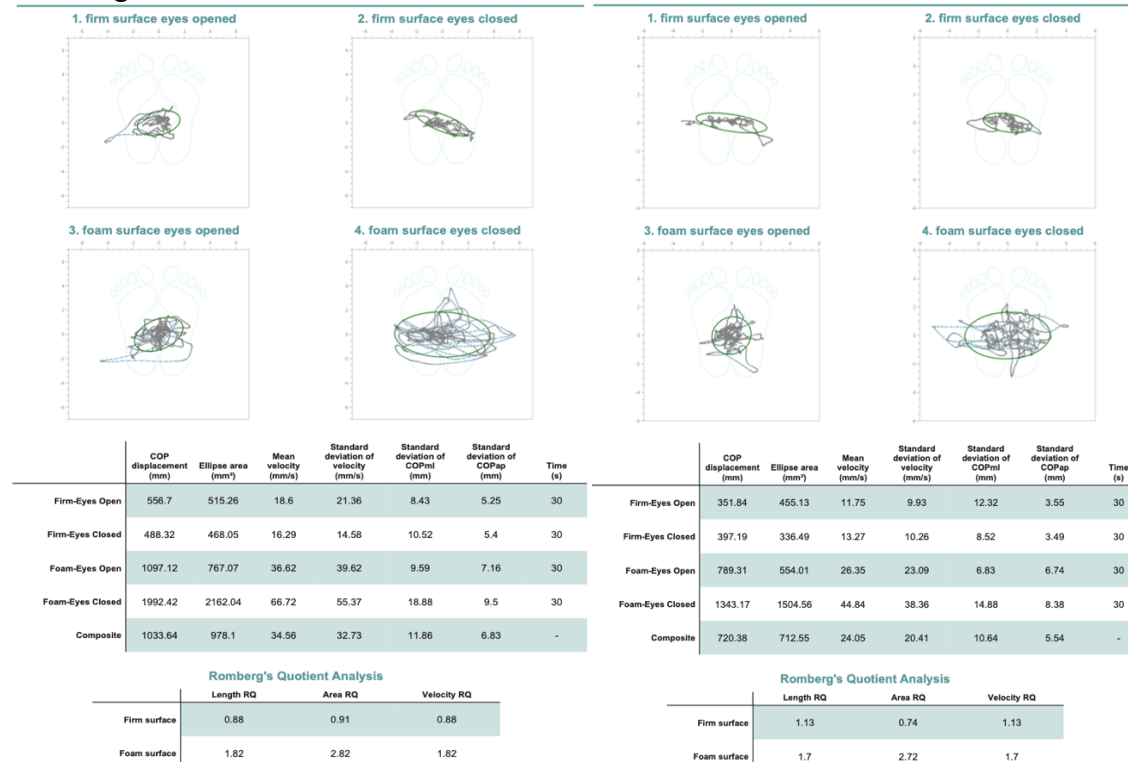 1. firm surface eyes opened
2. firm surface eyes closed
3. foam surface eyes opened
4. foam surface eyes closed
COP displacement (mm) Ellipse area (mm²) Mean velocity (mm/s) Standard deviation of velocity (mm/s) Standard deviation of COPml (mm) Standard deviation of COPap (mm) Time (s)
Firm-Eyes Open 556.7 515.26 18.6 21.36 8.43 5.25 30
Firm-Eyes Closed 488.32 468.05 16.29 14.58 10.52 5.4 30
Foam-Eyes Open 1097.12 767.07 36.62 39.62 9.59 7.16 30
Foam-Eyes Closed 1992.42 2162.04 66.72 55.37 18.88 9.5 30
Composite 1033.64 978.1 34.56 32.73 11.86 6.83 -
Romberg's Quotient Analysis
Length RQ Area RQ Velocity RQ
Firm surface 0.88 0.91 0.88
Foam surface 1.82 2.82 1.82
1. firm surface eyes opened
2. firm surface eyes closed
3. foam surface eyes opened
4. foam surface eyes closed
COP displacement (mm) Ellipse area (mm²) Mean velocity (mm/s) Standard deviation of velocity (mm/s) Standard deviation of COPml (mm) Standard deviation of COPap (mm) Time (s)
Firm-Eyes Open 351.84 455.13 11.75 9.93 12.32 3.55 30
Firm-Eyes Closed 397.19 336.49 13.27 10.26 8.52 3.49 30
Foam-Eyes Open 789.31 554.01 26.35 23.09 6.83 6.74 30
Foam-Eyes Closed 1343.17 1504.56 44.84 38.36 14.88 8.38 30
Composite 720.38 712.55 24.05 20.41 10.64 5.54 -
Romberg's Quotient Analysis
Length RQ Area RQ Velocity RQ
Firm surface 1.13 0.74 1.13
Foam surface 1.7 2.72 1.7